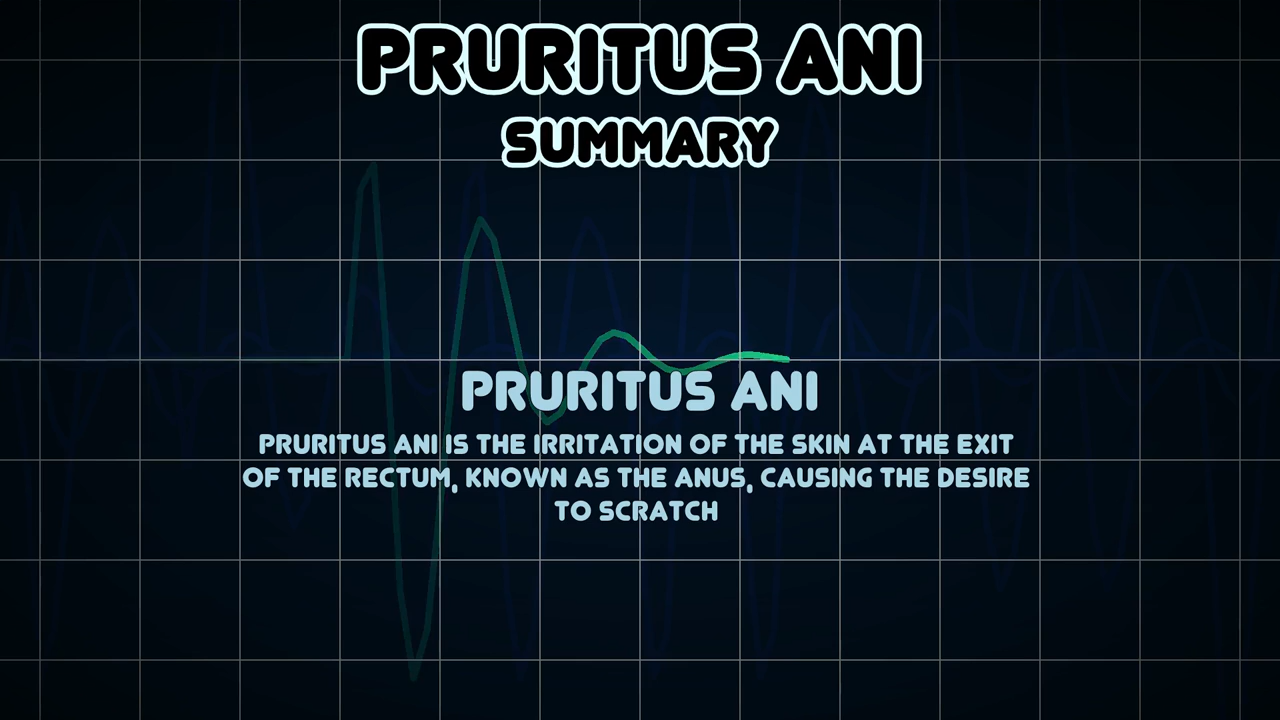 PRURITUS ANI
SUMMARY
PRURITUS ANI
PRURITUS ANI IS THE IRRITATION OF THE SKIN AT THE EXIT
OF THE RECTUM, KNOWN AS THE ANUS, CAUSING THE DESIRE
TO SCRATCH